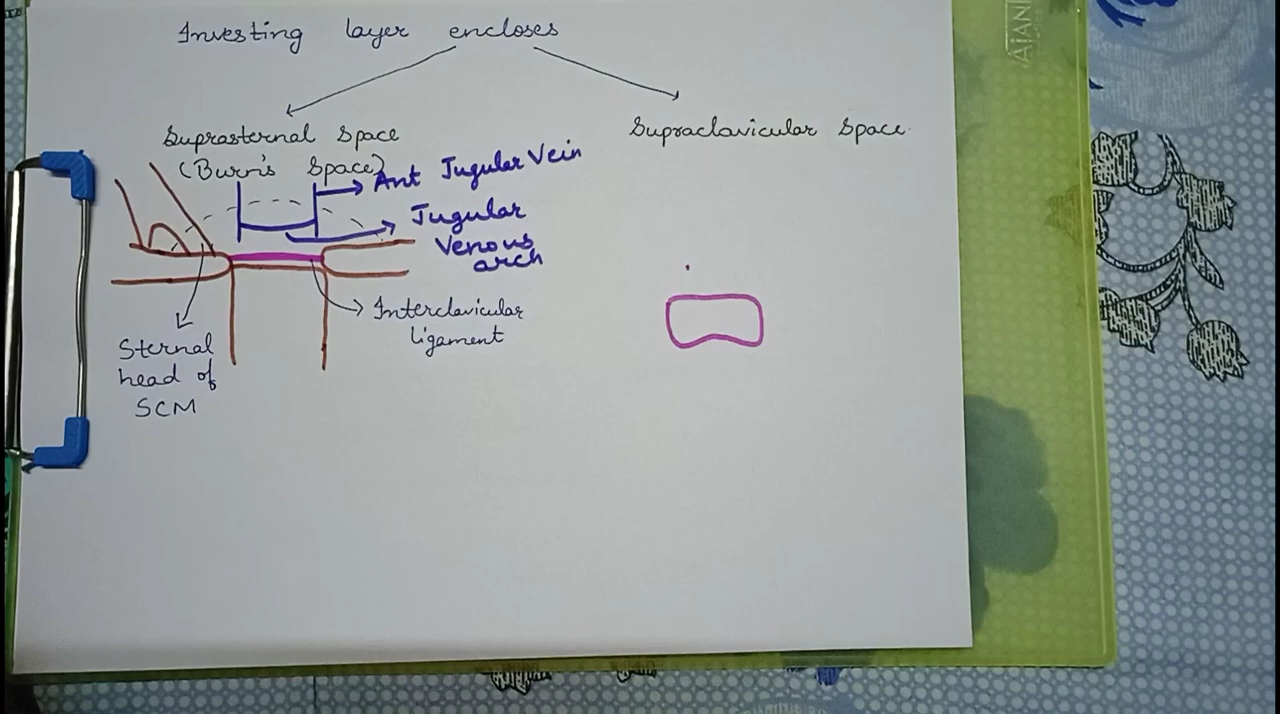 Investing layer encloses
Suprasternal Space
(Burn's Space)
Supraclavicular Space.
Ant Jugular Vein
Jugular
Venous
arch
Interclavicular
ligament
Sternal
head of
SCM